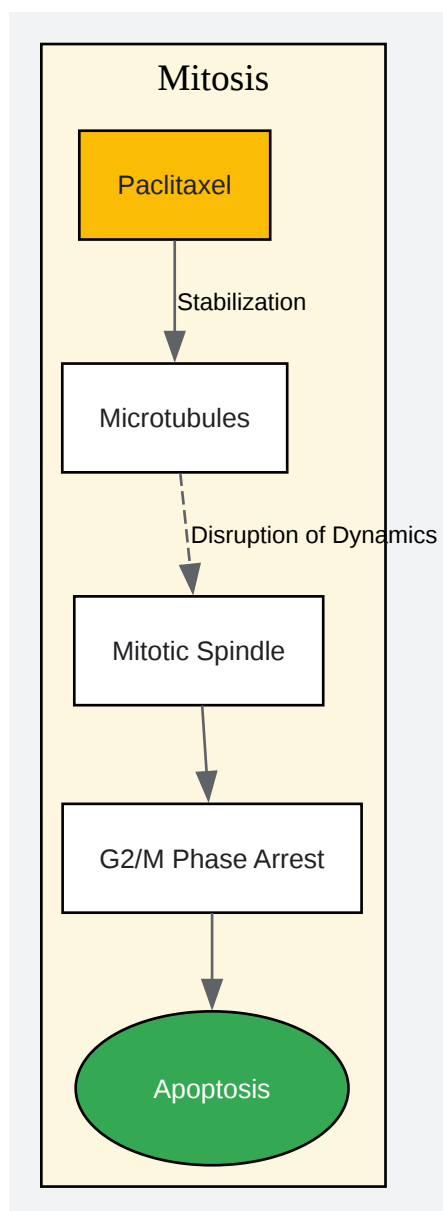 Mitosis
Paclitaxel
Stabilization
Microtubules
Disruption of Dynamics
Mitotic Spindle
G2/M Phase Arrest
Apoptosis